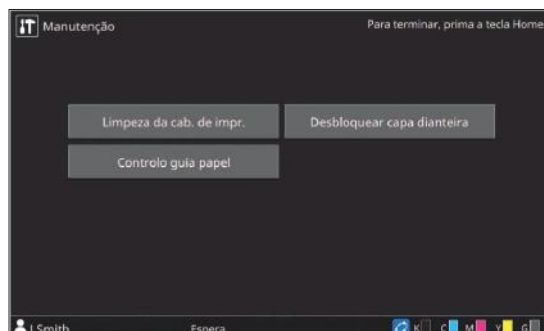 Manutenção
Para terminar, prima a tecla Home
Limpeza da cab. de impr.
Desbloquear capa dianteira
Controlo guia papel
J.Smith
Espera
K C M Y G